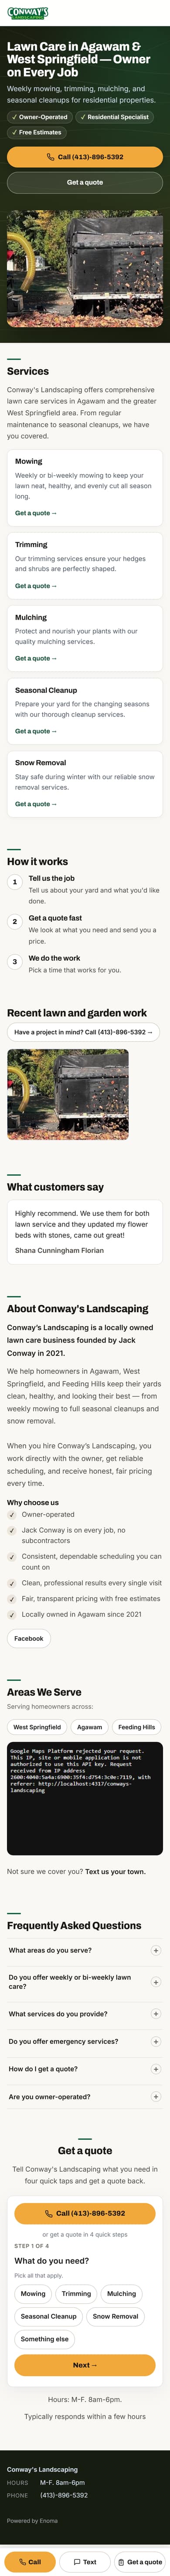 CONWAY'S
LANDSCAPING
Lawn Care in Agawam &
West Springfield — Owner
on Every Job
Weekly mowing, trimming, mulching, and
seasonal cleanups for residential properties.
✓ Owner-Operated
✓ Residential Specialist
✓ Free Estimates
Call (413)-896-5392
Get a quote
Services
Conway's Landscaping offers comprehensive
lawn care services in Agawam and the greater
West Springfield area. From regular
maintenance to seasonal cleanups, we have
you covered.
Mowing
Weekly or bi-weekly mowing to keep your
lawn neat, healthy, and evenly cut all season
long.
Get a quote →
Trimming
Our trimming services ensure your hedges
and shrubs are perfectly shaped.
Get a quote →
Mulching
Protect and nourish your plants with our
quality mulching services.
Get a quote →
Seasonal Cleanup
Prepare your yard for the changing seasons
with our thorough cleanup services.
Get a quote →
Snow Removal
Stay safe during winter with our reliable snow
removal services.
Get a quote →
How it works
1
Tell us the job
Tell us about your yard and what you'd like
done.
2
Get a quote fast
We look at what you need and send you a
price.
3
We do the work
Pick a time that works for you.
Recent lawn and garden work
Have a project in mind? Call (413)-896-5392 →
What customers say
Highly recommend. We use them for both
lawn service and they updated my flower
beds with stones, came out great!
Shana Cunningham Florian
About Conway's Landscaping
Conway's Landscaping is a locally owned
lawn care business founded by Jack
Conway in 2021.
We help homeowners in Agawam, West
Springfield, and Feeding Hills keep their yards
clean, healthy, and looking their best — from
weekly mowing to full seasonal cleanups and
snow removal.
When you hire Conway's Landscaping, you
work directly with the owner, get reliable
scheduling, and receive honest, fair pricing
every time.
Why choose us
✓ Owner-operated
✓ Jack Conway is on every job, no
subcontractors
✓ Consistent, dependable scheduling you can
count on
✓ Clean, professional results every single visit
✓ Fair, transparent pricing with free estimates
✓ Locally owned in Agawam since 2021
Facebook
Areas We Serve
Serving homeowners across:
West Springfield
Agawam
Feeding Hills
Google Maps Platform rejected your request.
This IP, site or mobile application is not
authorized to use this API key. Request
received from IP address
2600:4040:5a4a:6900:35f4:d754:3c0e:7119, with
referer: http://localhost:4317/conways-
landscaping
Not sure we cover you? Text us your town.
Frequently Asked Questions
What areas do you serve? +
Do you offer weekly or bi-weekly lawn
care? +
What services do you provide? +
Do you offer emergency services? +
How do I get a quote? +
Are you owner-operated? +
Get a quote
Tell Conway's Landscaping what you need in
four quick taps and get a quote back.
Call (413)-896-5392
or get a quote in 4 quick steps
STEP 1 OF 4
What do you need?
Pick all that apply.
Mowing
Trimming
Mulching
Seasonal Cleanup
Snow Removal
Something else
Next →
Hours: M-F. 8am-6pm.
Typically responds within a few hours
Conway's Landscaping
HOURS M-F. 8am-6pm
PHONE (413)-896-5392
Powered by Enoma
Call
Text
Get a quote